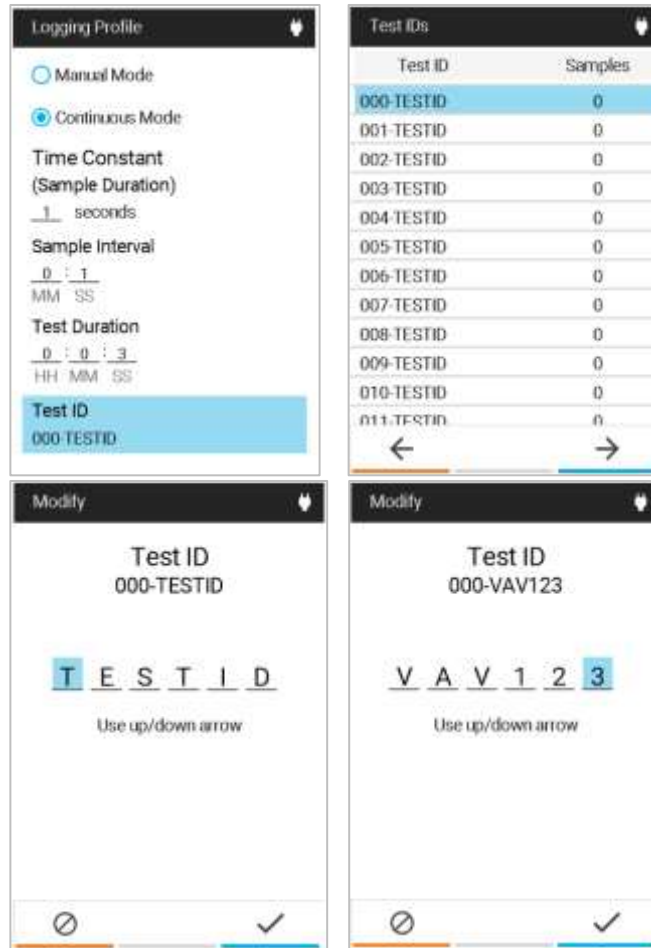 Logging Profile
Manual Mode
Continuous Mode
Time Constant
(Sample Duration)
1 seconds
Sample Interval
0 : 1
MM SS
Test Duration
0 : 0 : 3
HH MM SS
Test ID
000-TESTID
Test IDs
Test ID Samples
000-TESTID 0
001-TESTID 0
002-TESTID 0
003-TESTID 0
004-TESTID 0
005-TESTID 0
006-TESTID 0
007-TESTID 0
008-TESTID 0
009-TESTID 0
010-TESTID 0
011-TESTID 0
Modify
Test ID
000-TESTID
T E S T I D
Use up/down arrow
Modify
Test ID
000-VAV123
V A V 1 2 3
Use up/down arrow